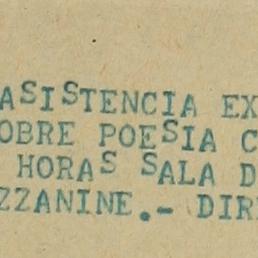 ASISTENCIA EX
OBRE POESIA C
HORAS SALA D
ZZANINE.- DIR